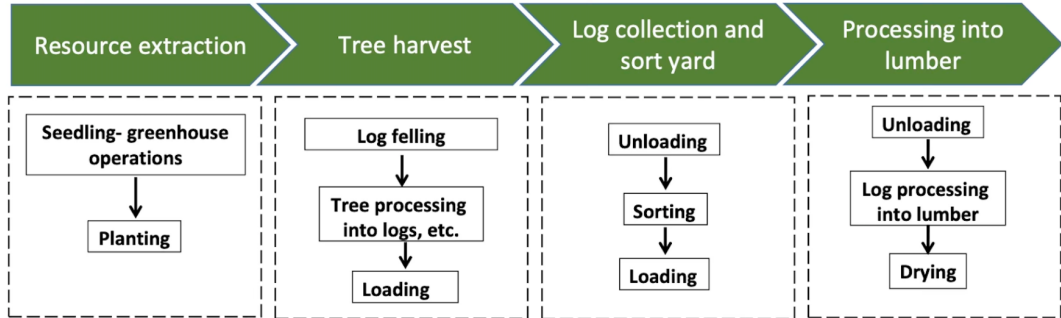 Resource extraction
Tree harvest
Log collection and
sort yard
Processing into
lumber
Seedling- greenhouse
operations
Planting
Log felling
Tree processing
into logs, etc.
Loading
Unloading
Sorting
Loading
Unloading
Log processing
into lumber
Drying